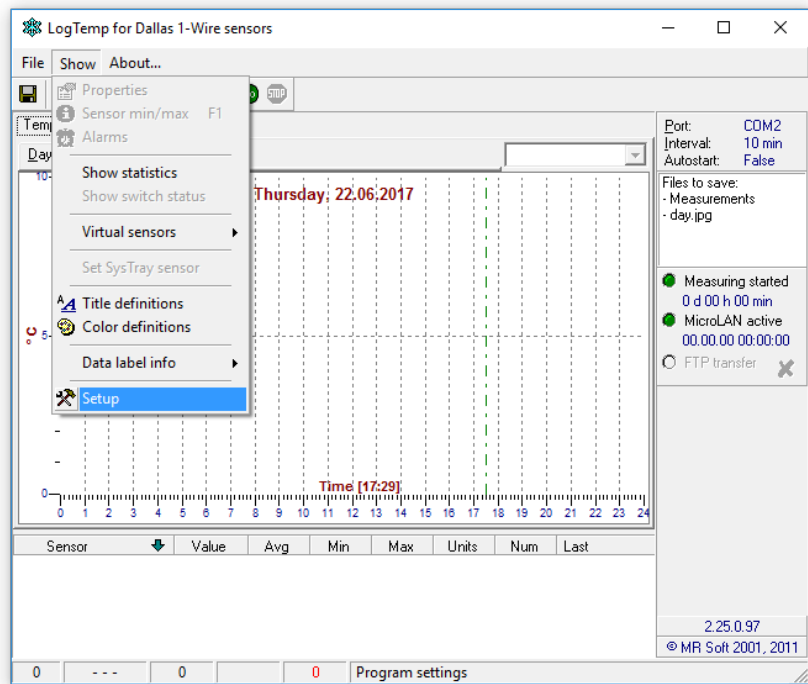 LogTemp for Dallas 1-Wire sensors
File Show About...
STOP
Properties
Sensor min/max F1
Alarms
Show statistics
Show switch status
Virtual sensors
Set SysTray sensor
Title definitions
Color definitions
Data label info
Setup
Temp
Day
Thursday, 22.06.2017
10
5
0
°C
Time [17:29]
0 1 2 3 4 5 6 7 8 9 10 11 12 13 14 15 16 17 18 19 20 21 22 23 24
Port: COM2
Interval: 10 min
Autostart: False
Files to save:
- Measurements
- day.jpg
Measuring started
0 d 00 h 00 min
MicroLAN active
00.00.00 00:00:00
FTP transfer
Sensor Value Avg Min Max Units Num Last
2.25.0.97
© MR Soft 2001, 2011
0 - - - 0 0 Program settings